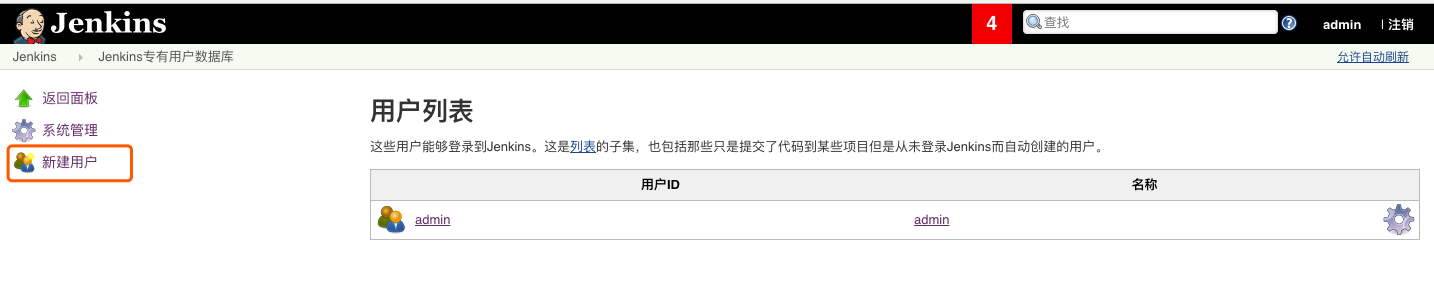 Jenkins
4
查找
admin
注销
Jenkins
Jenkins专有用户数据库
允许自动刷新
返回面板
系统管理
新建用户
用户列表
这些用户能够登录到Jenkins。这是列表的子集，也包括那些只是提交了代码到某些项目但是从未登录Jenkins而自动创建的用户。
用户ID 名称
admin admin